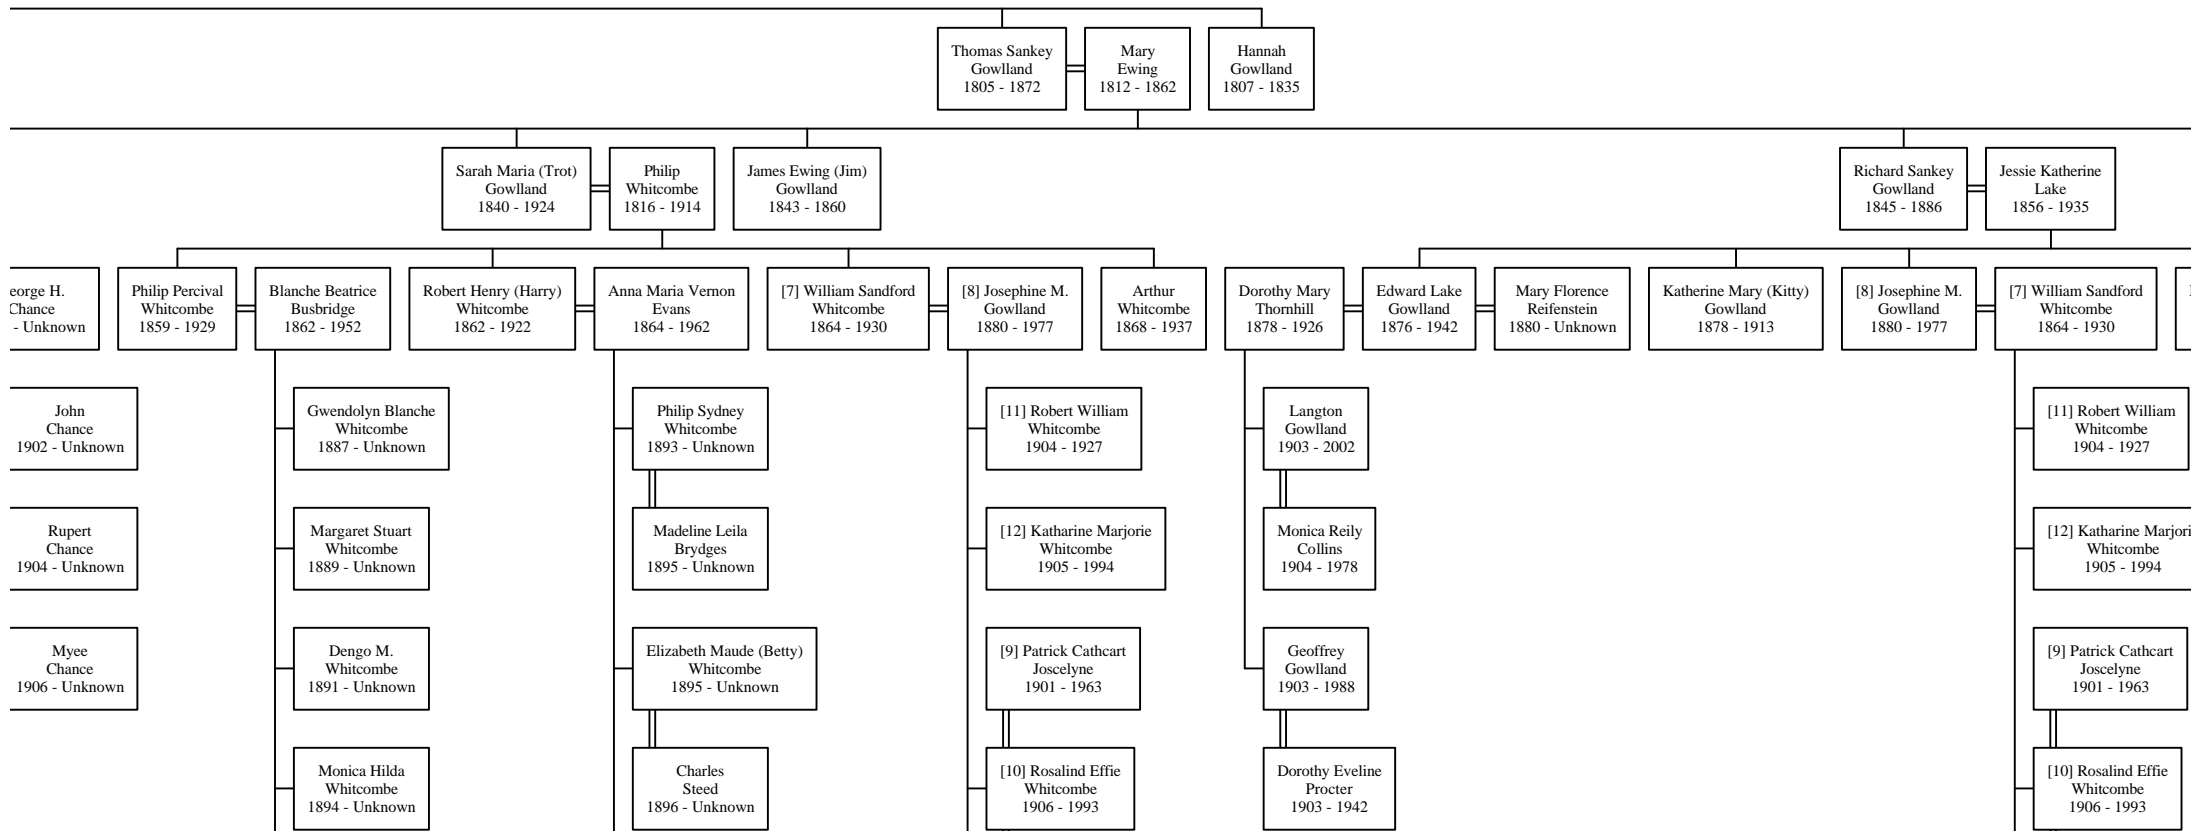 Thomas Sankey
Gowlland
1805 - 1872
Mary
Ewing
1812 - 1862
Hannah
Gowlland
1807 - 1835
Sarah Maria (Trot)
Gowlland
1840 - 1924
Philip
Whitcombe
1816 - 1914
James Ewing (Jim)
Gowlland
1843 - 1860
Richard Sankey
Gowlland
1845 - 1886
Jessie Katherine
Lake
1856 - 1935
eorge H.
Chance
- Unknown
Philip Percival
Whitcombe
1859 - 1929
Blanche Beatrice
Busbridge
1862 - 1952
Robert Henry (Harry)
Whitcombe
1862 - 1922
Anna Maria Vernon
Evans
1864 - 1962
[7] William Sandford
Whitcombe
1864 - 1930
[8] Josephine M.
Gowlland
1880 - 1977
Arthur
Whitcombe
1868 - 1937
Dorothy Mary
Thornhill
1878 - 1926
Edward Lake
Gowlland
1876 - 1942
Mary Florence
Reifenstein
1880 - Unknown
Katherine Mary (Kitty)
Gowlland
1878 - 1913
[8] Josephine M.
Gowlland
1880 - 1977
[7] William Sandford
Whitcombe
1864 - 1930
John
Chance
1902 - Unknown
Gwendolyn Blanche
Whitcombe
1887 - Unknown
Philip Sydney
Whitcombe
1893 - Unknown
[11] Robert William
Whitcombe
1904 - 1927
Langton
Gowlland
1903 - 2002
[11] Robert William
Whitcombe
1904 - 1927
Rupert
Chance
1904 - Unknown
Margaret Stuart
Whitcombe
1889 - Unknown
Madeline Leila
Brydges
1895 - Unknown
[12] Katharine Marjorie
Whitcombe
1905 - 1994
Monica Reily
Collins
1904 - 1978
[12] Katharine Marjori
Whitcombe
1905 - 1994
Myee
Chance
1906 - Unknown
Dengo M.
Whitcombe
1891 - Unknown
Elizabeth Maude (Betty)
Whitcombe
1895 - Unknown
[9] Patrick Cathcart
Joscelyne
1901 - 1963
Geoffrey
Gowlland
1903 - 1988
[9] Patrick Cathcart
Joscelyne
1901 - 1963
Monica Hilda
Whitcombe
1894 - Unknown
Charles
Steed
1896 - Unknown
[10] Rosalind Effie
Whitcombe
1906 - 1993
Dorothy Eveline
Procter
1903 - 1942
[10] Rosalind Effie
Whitcombe
1906 - 1993